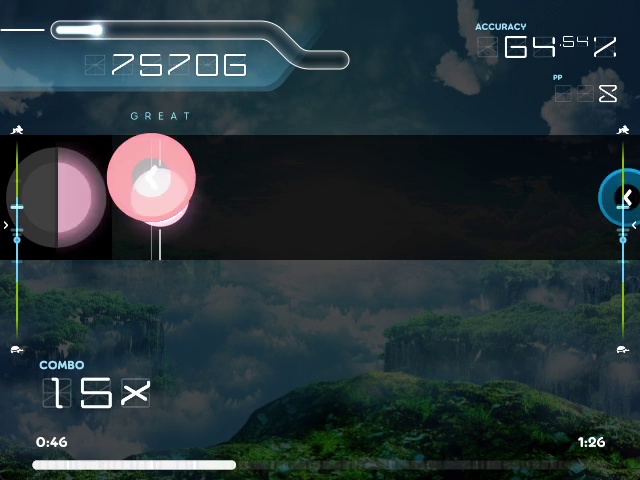 ACCURACY
75706
64.54%
PP
8
GREAT
COMBO
15x
0:46
1:26